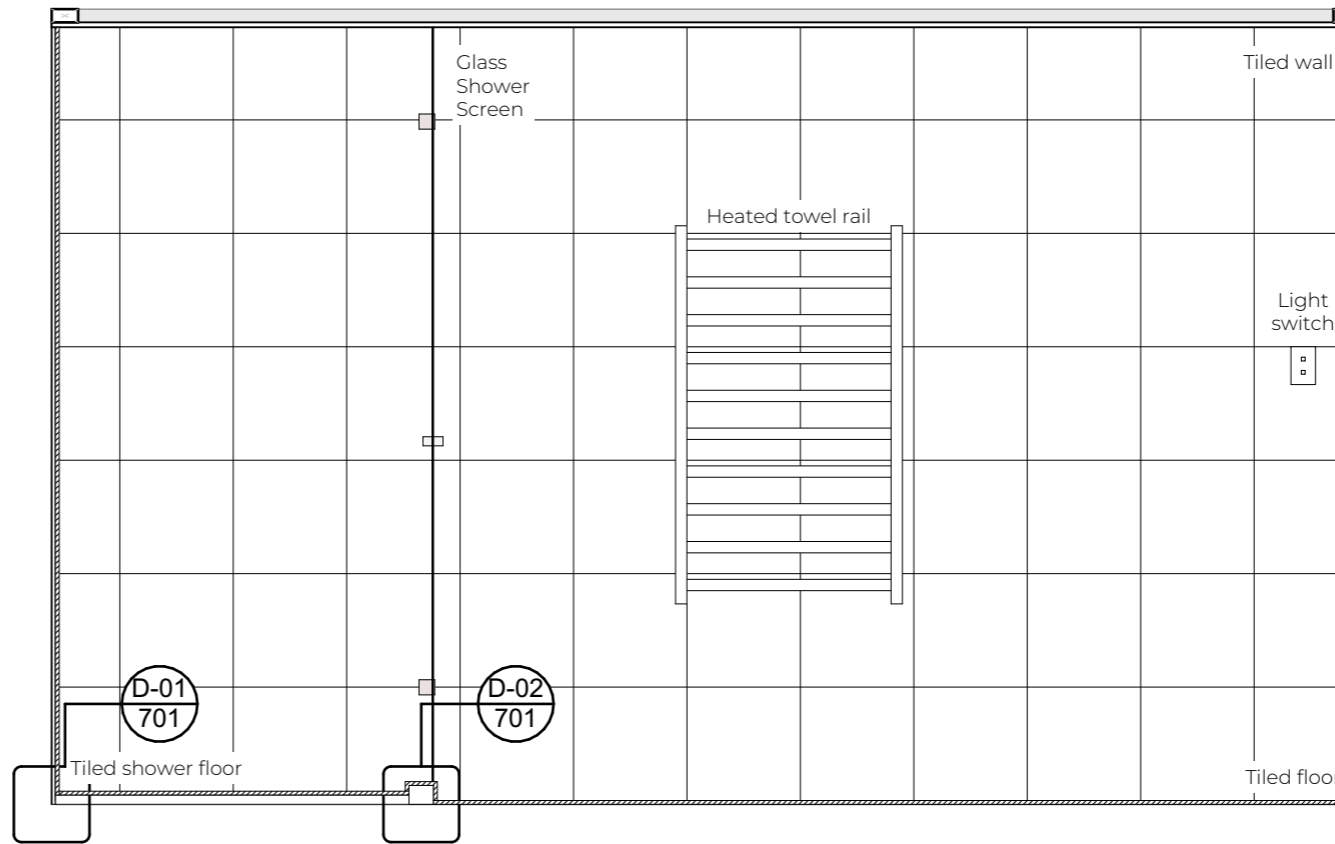 Glass
Shower
Screen
Tiled wall
Heated towel rail
Light
switch
D-01
701
D-02
701
Tiled shower floor
Tiled floor